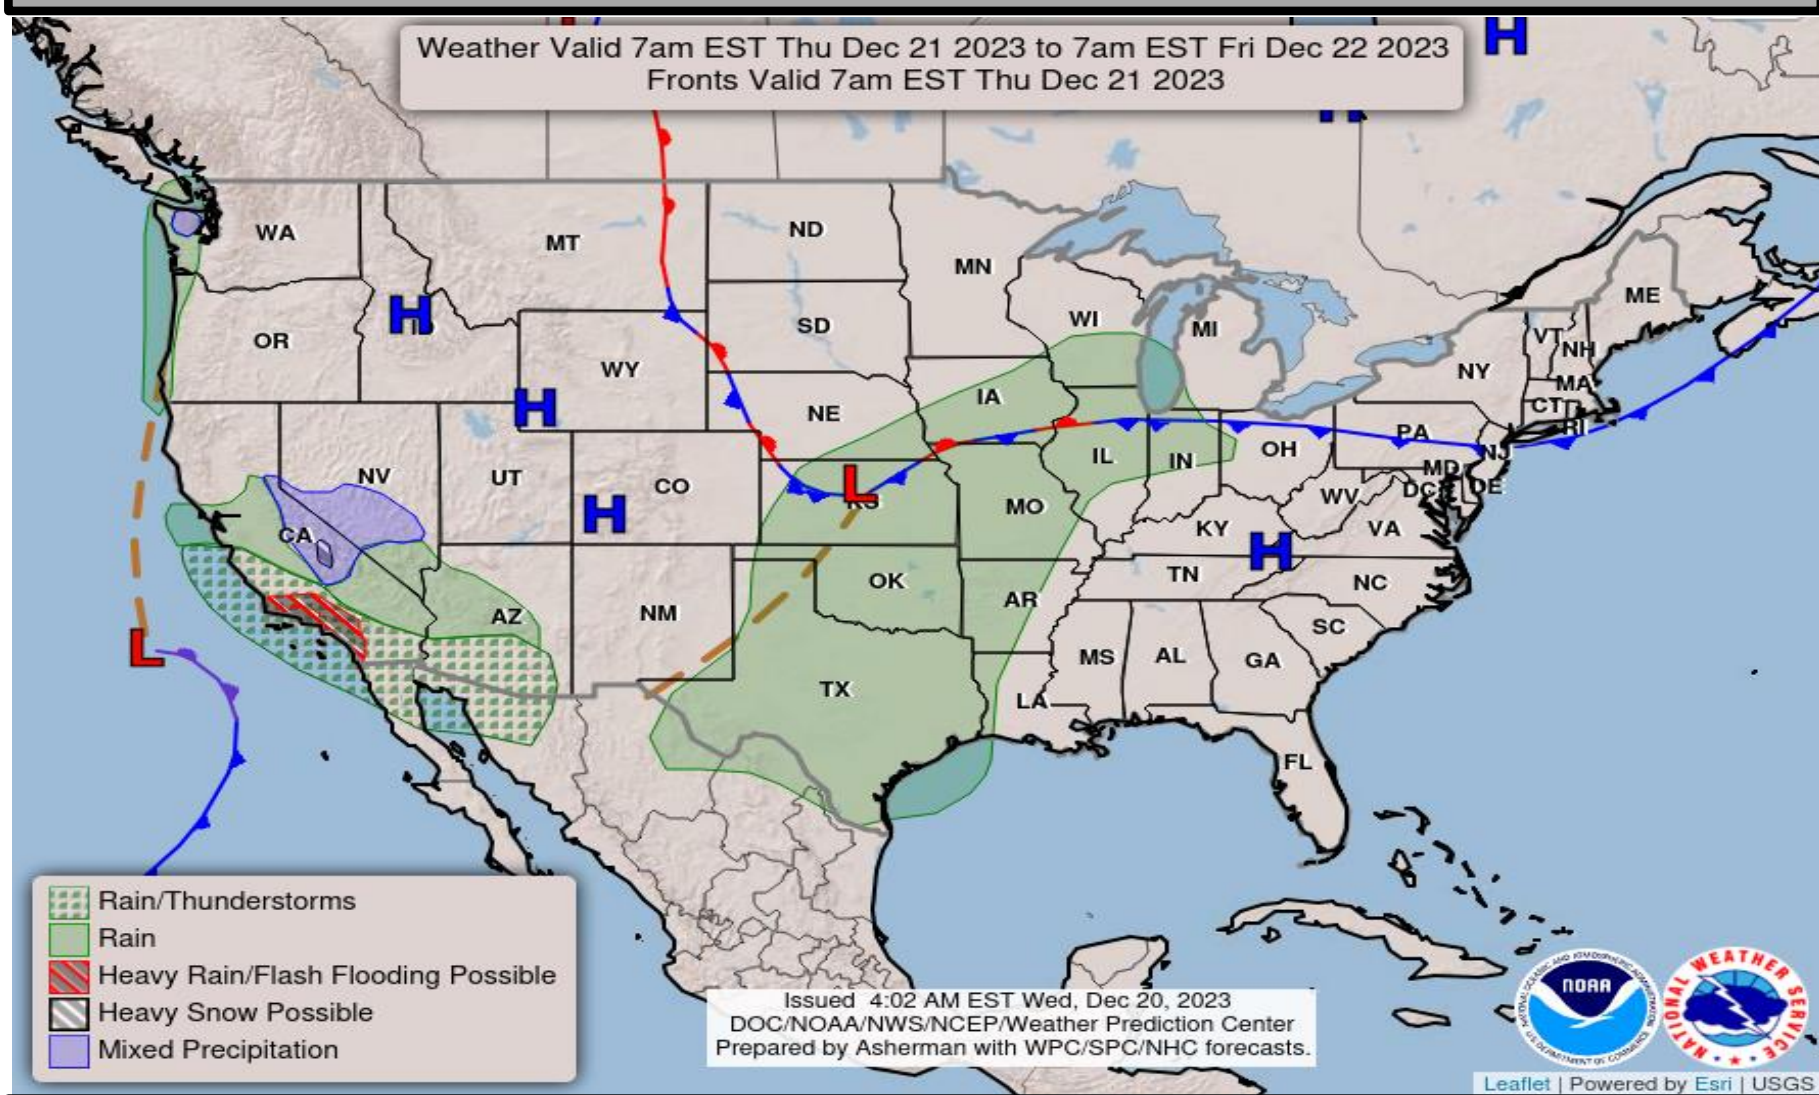 Weather Valid 7am EST Thu Dec 21 2023 to 7am EST Fri Dec 22 2023
Fronts Valid 7am EST Thu Dec 21 2023
H
WA
MT
ND
MN
ME
H
OR
SD
WI
MI
VT
NH
WY
NY
MA
H
NE
IA
CT
RI
PA
NV
UT
CO
L
KS
IL
IN
OH
NJ
MD
DC
DE
H
CA
MO
WV
VA
KY
H
AZ
NM
OK
AR
TN
NC
L
SC
MS
AL
GA
TX
LA
FL
Rain/Thunderstorms
Rain
Heavy Rain/Flash Flooding Possible
Heavy Snow Possible
Mixed Precipitation
Issued 4:02 AM EST Wed, Dec 20, 2023
DOC/NOAA/NWS/NCEP/Weather Prediction Center
Prepared by Asherman with WPC/SPC/NHC forecasts.
NOAA
NATIONAL WEATHER SERVICE
Leaflet | Powered by Esri | USGS